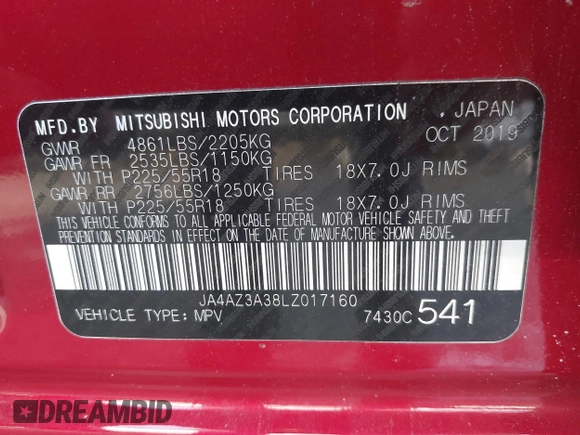 MFD.BY MITSUBISHI MOTORS CORPORATION , JAPAN
GVWR 4861LBS/2205KG OCT 2019
GAWR FR 2535LBS/1150KG
WITH P225/55R18 TIRES 18X7.0J RIMS
GAWR RR 2756LBS/1250KG
WITH P225/55R18 TIRES 18X7.0J RIMS
THIS VEHICLE CONFORMS TO ALL APPLICABLE FEDERAL MOTOR VEHICLE SAFETY AND THEFT
PREVENTION STANDARDS IN EFFECT ON THE DATE OF MANUFACTURE SHOWN ABOVE.
JA4AZ3A38LZ017160
VEHICLE TYPE: MPV 7430C 541
DREAMBID